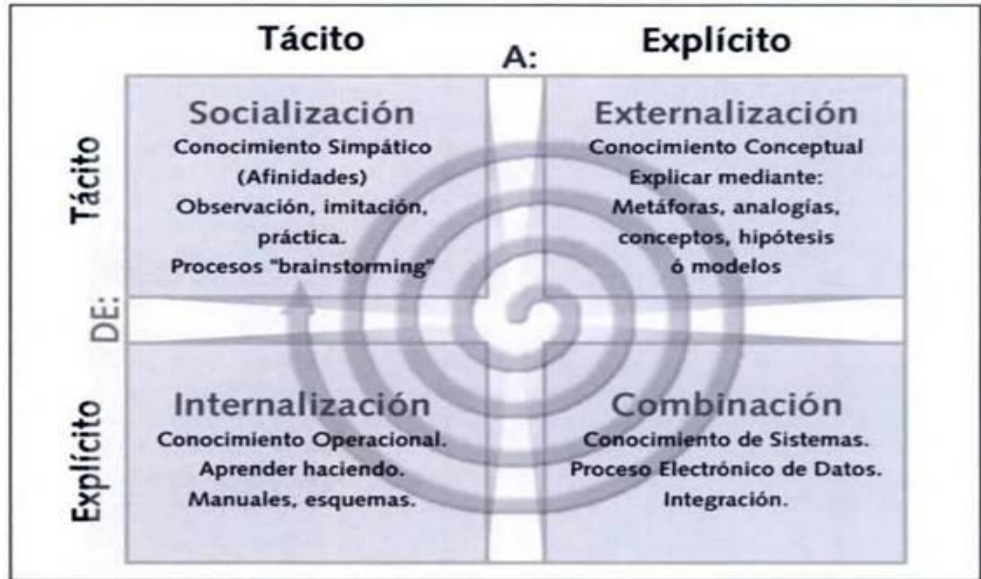 Tácito
Explícito
A:
Tácito
Socialización
Conocimiento Simpático
(Afinidades)
Observación, imitación,
práctica.
Procesos "brainstorming"
Externalización
Conocimiento Conceptual
Explicar mediante:
Metáforas, analogías,
conceptos, hipótesis
ó modelos
DE:
Explícito
Internalización
Conocimiento Operacional.
Aprender haciendo.
Manuales, esquemas.
Combinación
Conocimiento de Sistemas.
Proceso Electrónico de Datos.
Integración.